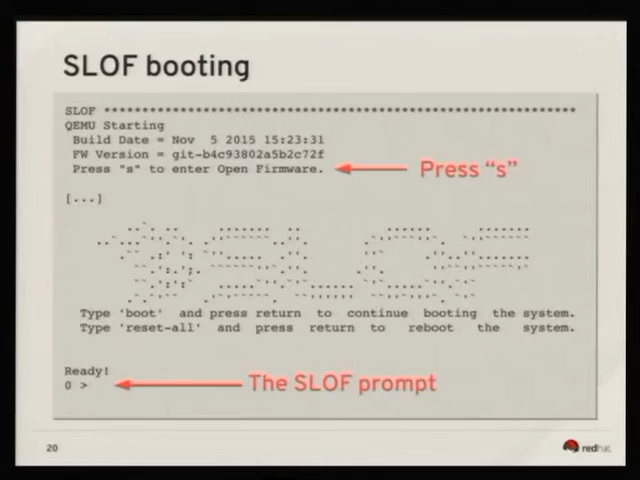 SLOF booting
SLOF **************************************************************
QEMU Starting
Build Date = Nov 5 2015 15:23:31
FW Version = git-b4c93802a5b2c72f
Press "s" to enter Open Firmware.
Press “s”
[...]
Type 'boot' and press return to continue booting the system.
Type 'reset-all' and press return to reboot the system.
Ready!
0 >
The SLOF prompt
20
redhat.